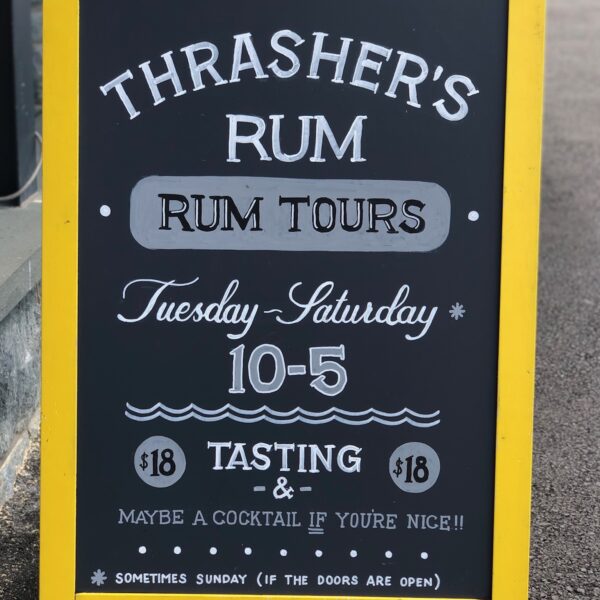 THRASHER'S
RUM
RUM TOURS
Tuesday ~ Saturday *
10-5
$18 TASTING $18
- & -
MAYBE A COCKTAIL IF YOU'RE NICE!!
* SOMETIMES SUNDAY (IF THE DOORS ARE OPEN)